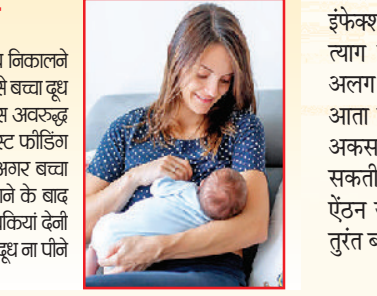 निकालने
बच्चा दूध
अवरुद्ध
फीडिंग
अगर बच्चा
के बाद
देनी
दूध ना पीने
त्याग
अलग
आता
अकस
सकती
ऐंठन
तुरंत ब